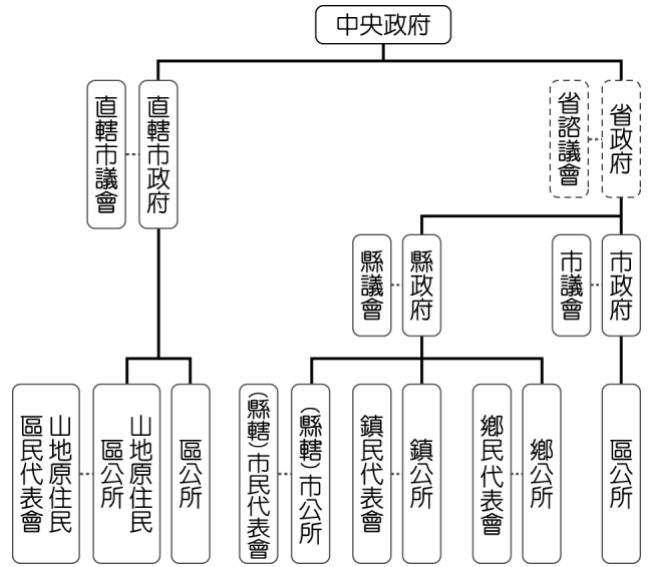 中央政府
直轄市議會
直轄市政府
省諮議會
省政府
縣議會
縣政府
市議會
市政府
山地原住民
區民代表會
山地原住民
區公所
區公所
(縣轄)市民代表會
(縣轄)市公所
鎮民代表會
鎮公所
鄉民代表會
鄉公所
區公所